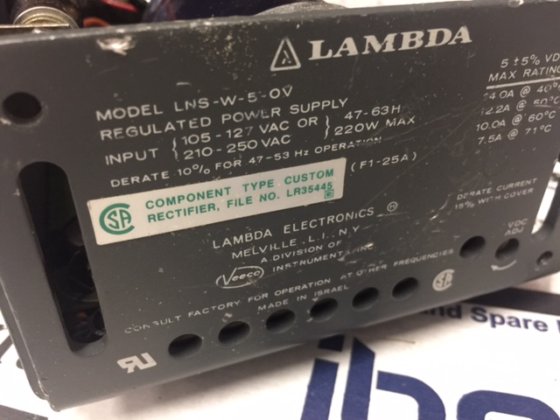 LAMBDA
MODEL LNS-W-5-OV
REGULATED POWER SUPPLY
INPUT { 105-127 VAC OR } 47-63H
{ 210-250 VAC } 220W MAX
DERATE 10% FOR 47-53 Hz OPERATION
(F1-25A)
5 ±5% VD
MAX RATING
14.0A @ 40°
12.2A @ 50°
10.0A @ 60°C
7.5A @ 71°C
CSA
COMPONENT TYPE CUSTOM
RECTIFIER, FILE NO. LR35445
LAMBDA ELECTRONICS ®
MELVILLE, L.I., N.Y.
A DIVISION OF
Veeco INSTRUMENTS INC
DERATE CURRENT
15% WITH COVER
VDC
ADJ
CONSULT FACTORY FOR OPERATION AT OTHER FREQUENCIES
MADE IN ISRAEL
and Spare